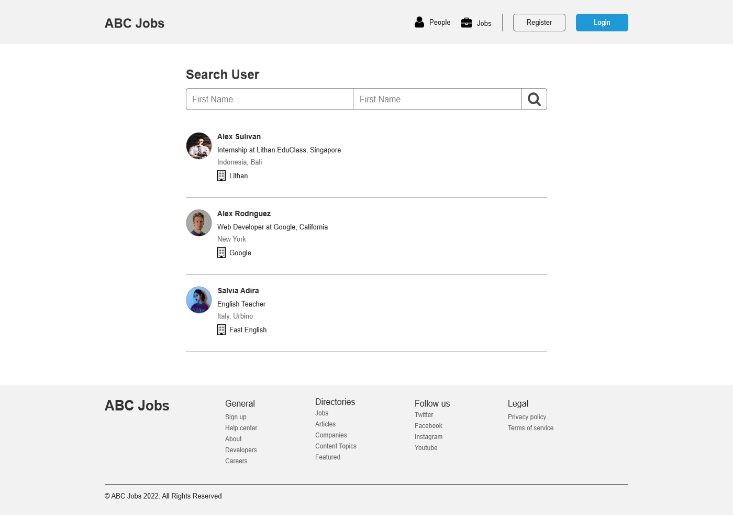 ABC Jobs
People
Jobs
Register
Login
Search User
First Name
First Name
Alex Sulivan
Internship at Lithan EduClass, Singapore
Indonesia, Bali
Lithan
Alex Rodriguez
Web Developer at Google, California
New York
Google
Salvia Adira
English Teacher
Italy, Urbino
Fast English
ABC Jobs
General
Sign up
Help center
About
Developers
Careers
Directories
Jobs
Articles
Companies
Content Topics
Featured
Follow us
Twitter
Facebook
Instagram
Youtube
Legal
Privacy policy
Terms of service
© ABC Jobs 2022. All Rights Reserved